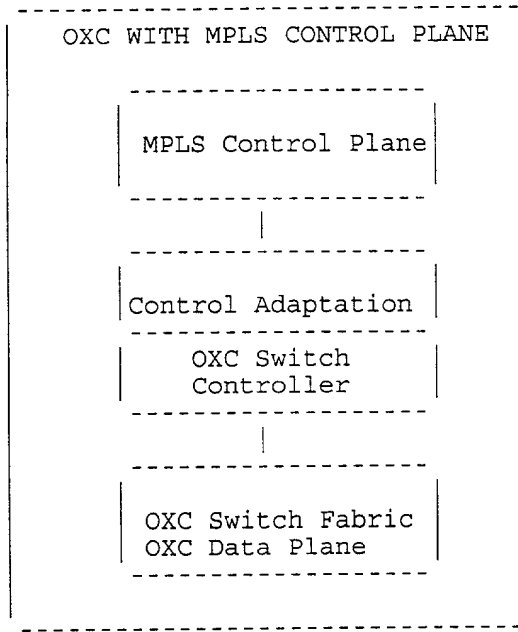 OXC WITH MPLS CONTROL PLANE
MPLS Control Plane
Control Adaptation
OXC Switch
Controller
OXC Switch Fabric
OXC Data Plane